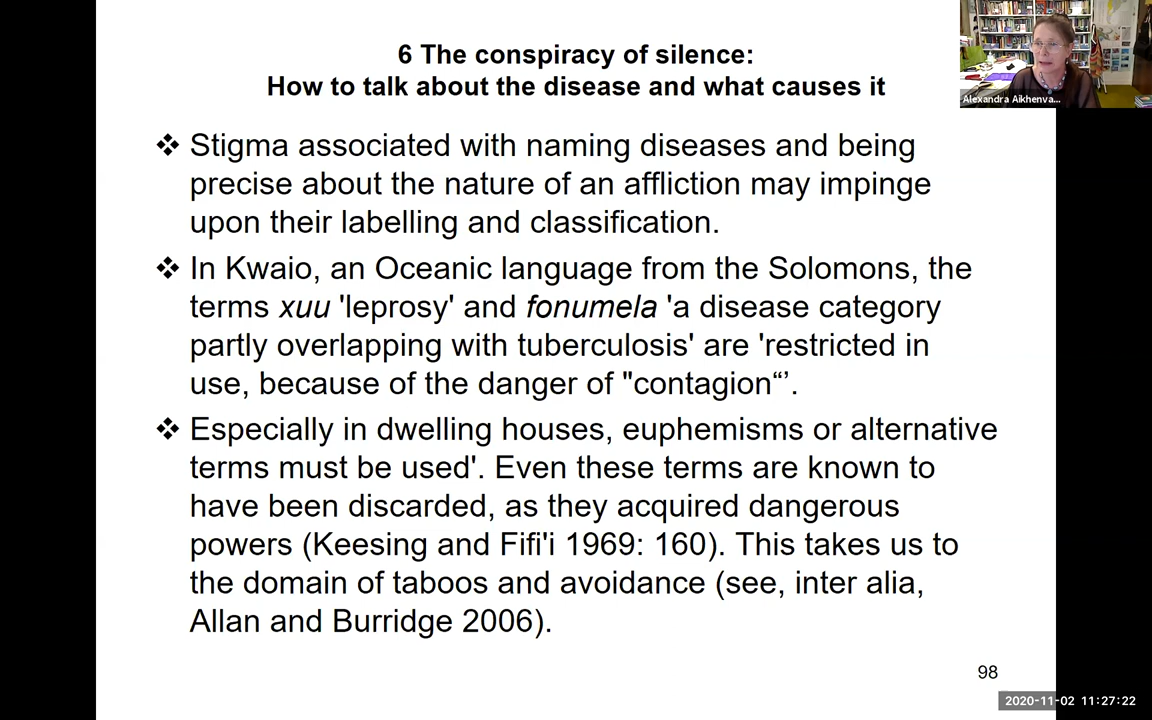 6 The conspiracy of silence:
How to talk about the disease and what causes it
Alexandra Aikhenva...
❖ Stigma associated with naming diseases and being
precise about the nature of an affliction may impinge
upon their labelling and classification.
❖ In Kwaio, an Oceanic language from the Solomons, the
terms xuu 'leprosy' and fonumela 'a disease category
partly overlapping with tuberculosis' are 'restricted in
use, because of the danger of "contagion“’.
❖ Especially in dwelling houses, euphemisms or alternative
terms must be used'. Even these terms are known to
have been discarded, as they acquired dangerous
powers (Keesing and Fifi'i 1969: 160). This takes us to
the domain of taboos and avoidance (see, inter alia,
Allan and Burridge 2006).
98
2020-11-02 11:27:22